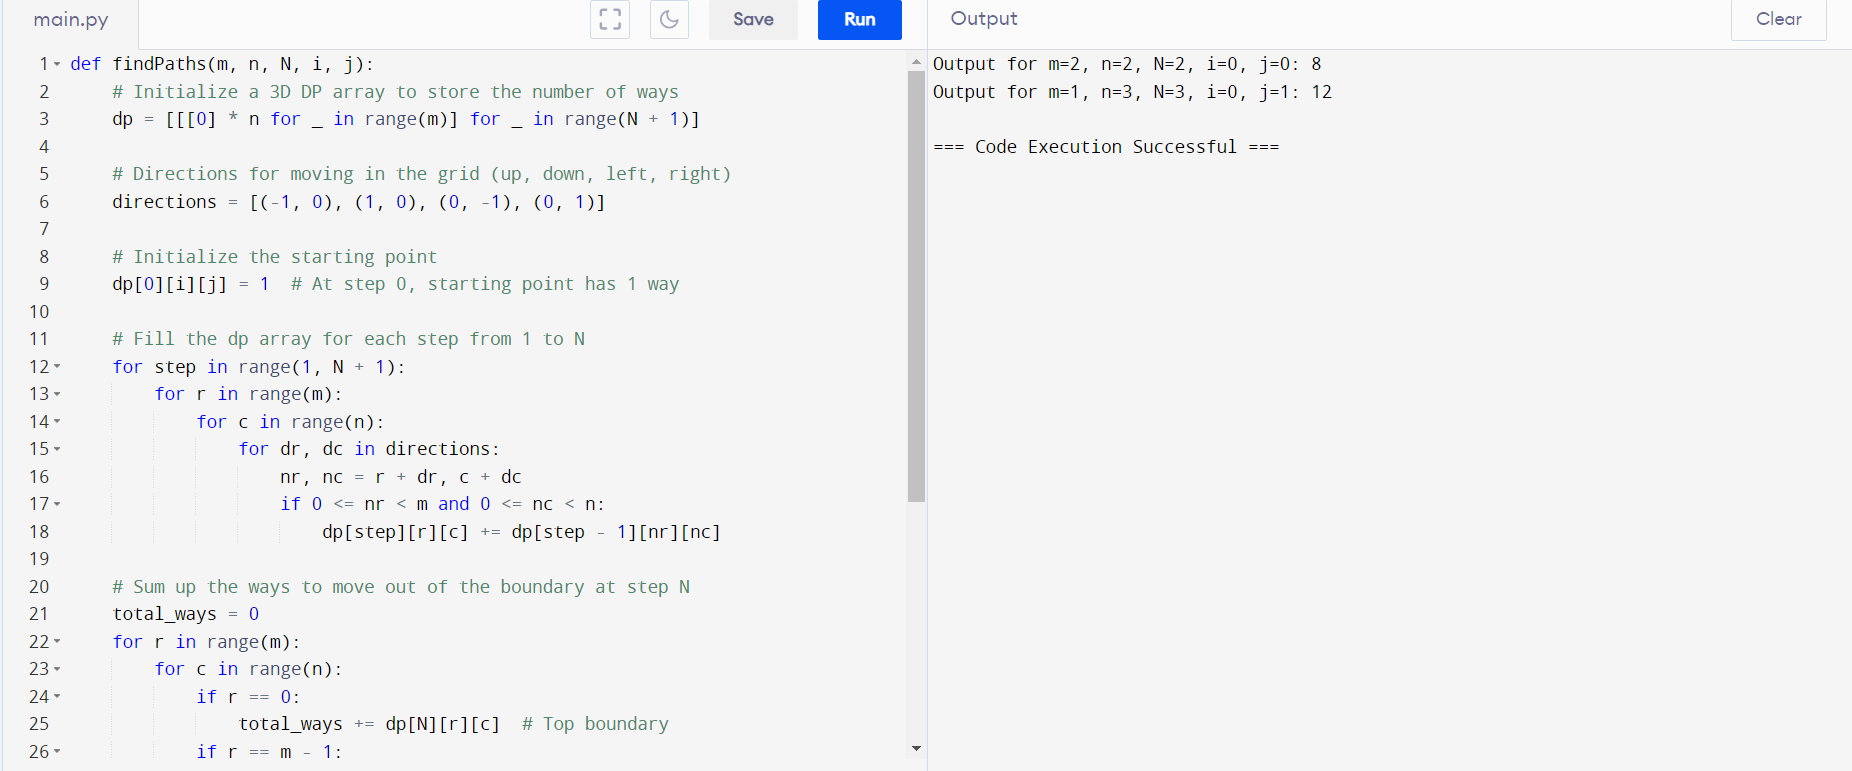 main.py
Save
Run
Output
Clear
1 def findPaths(m, n, N, i, j):
2     # Initialize a 3D DP array to store the number of ways
3     dp = [[[0] * n for _ in range(m)] for _ in range(N + 1)]
4
5     # Directions for moving in the grid (up, down, left, right)
6     directions = [(-1, 0), (1, 0), (0, -1), (0, 1)]
7
8     # Initialize the starting point
9     dp[0][i][j] = 1  # At step 0, starting point has 1 way
10
11     # Fill the dp array for each step from 1 to N
12     for step in range(1, N + 1):
13         for r in range(m):
14             for c in range(n):
15                 for dr, dc in directions:
16                     nr, nc = r + dr, c + dc
17                     if 0 <= nr < m and 0 <= nc < n:
18                         dp[step][r][c] += dp[step - 1][nr][nc]
19
20     # Sum up the ways to move out of the boundary at step N
21     total_ways = 0
22     for r in range(m):
23         for c in range(n):
24             if r == 0:
25                 total_ways += dp[N][r][c]  # Top boundary
26             if r == m - 1:
Output for m=2, n=2, N=2, i=0, j=0: 8
Output for m=1, n=3, N=3, i=0, j=1: 12
=== Code Execution Successful ===